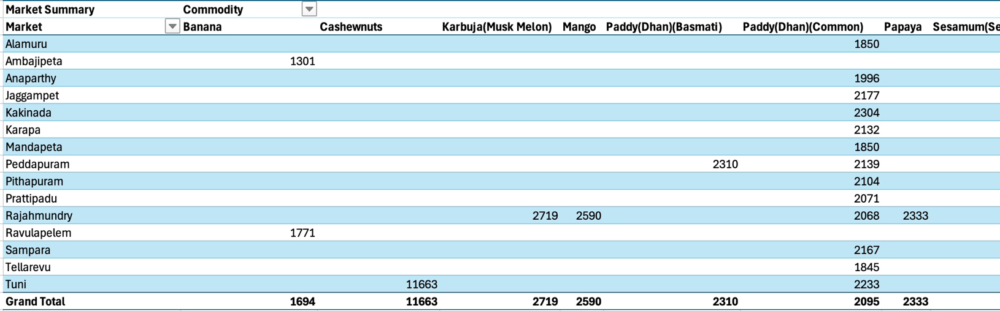 Market Summary Commodity
Market Banana Cashewnuts Karbuja(Musk Melon) Mango Paddy(Dhan)(Basmati) Paddy(Dhan)(Common) Papaya Sesamum(Se
Alamuru 1850
Ambajipeta 1301
Anaparthy 1996
Jaggampet 2177
Kakinada 2304
Karapa 2132
Mandapeta 1850
Peddapuram 2310 2139
Pithapuram 2104
Prattipadu 2071
Rajahmundry 2719 2590 2068 2333
Ravulapelem 1771
Sampara 2167
Tellarevu 1845
Tuni 11663 2233
Grand Total 1694 11663 2719 2590 2310 2095 2333